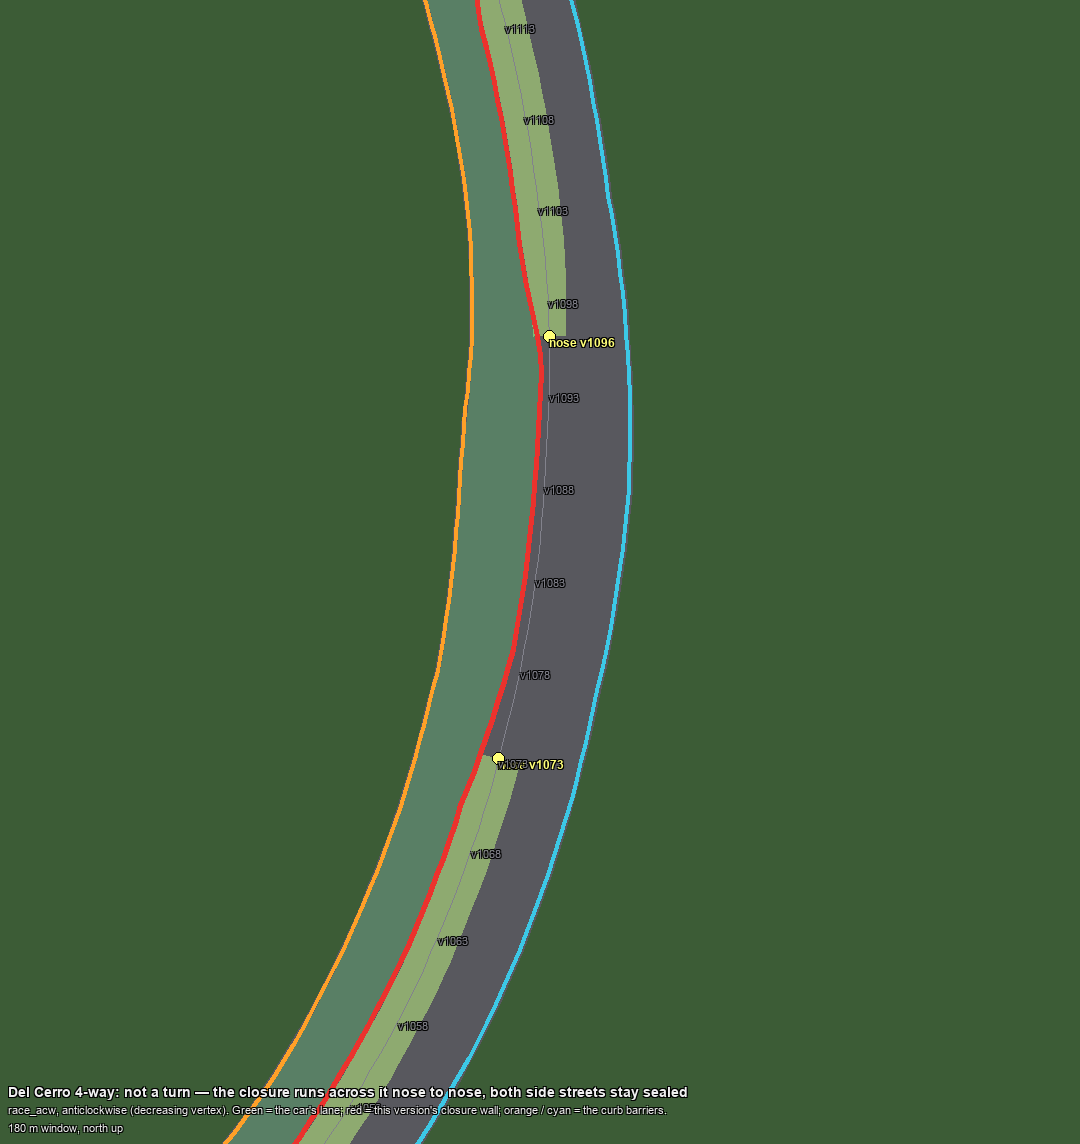 v1113
v1108
v1103
v1098
nose v1096
v1093
v1088
v1083
v1078
v1073
v1068
v1063
v1058
Del Cerro 4-way: not a turn — the closure runs across it nose to nose, both side streets stay sealed
race_acw, anticlockwise (decreasing vertex). Green = the car's lane; red = this version's closure wall; orange / cyan = the curb barriers.
180 m window, north up